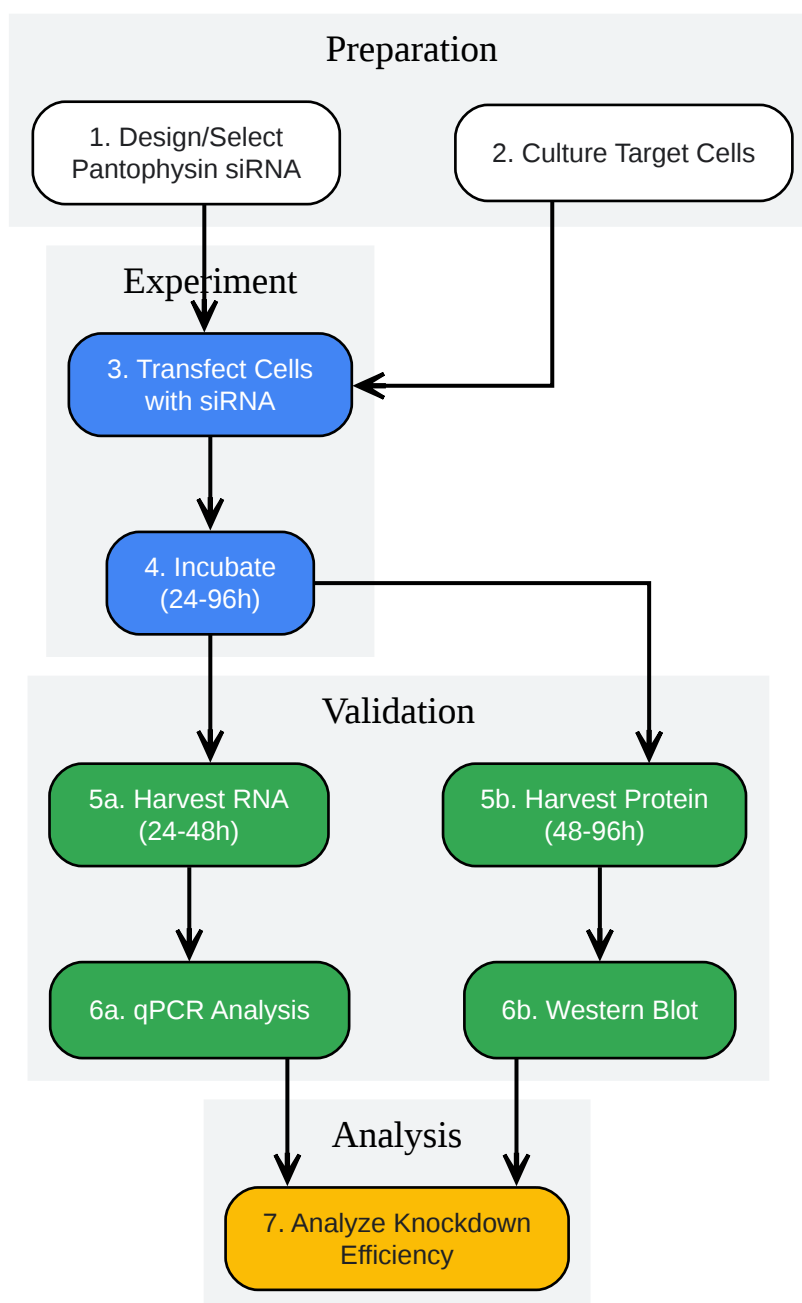 Preparation
1. Design/Select
Pantophysin siRNA
2. Culture Target Cells
Experiment
3. Transfect Cells
with siRNA
4. Incubate
(24-96h)
Validation
5a. Harvest RNA
(24-48h)
5b. Harvest Protein
(48-96h)
6a. qPCR Analysis
6b. Western Blot
Analysis
7. Analyze Knockdown
Efficiency